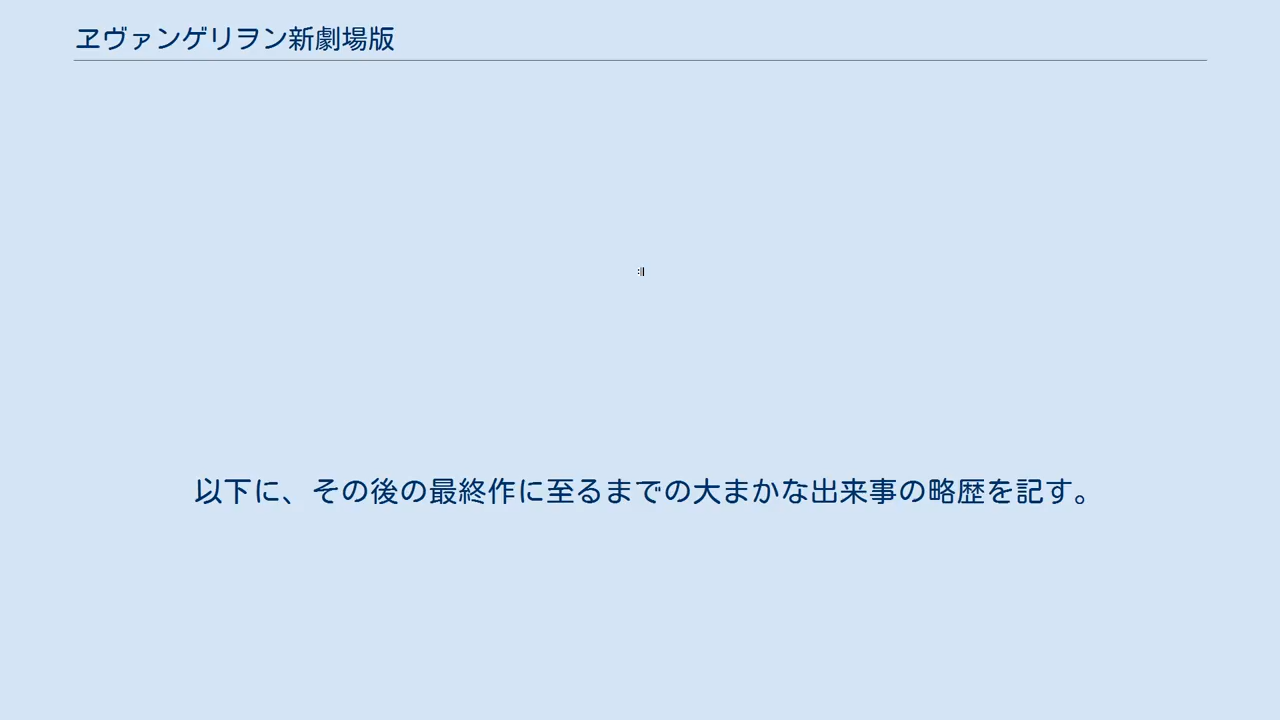 ヱヴァンゲリヲン新劇場版
:||
以下に、その後の最終作に至るまでの大まかな出来事の略歴を記す。